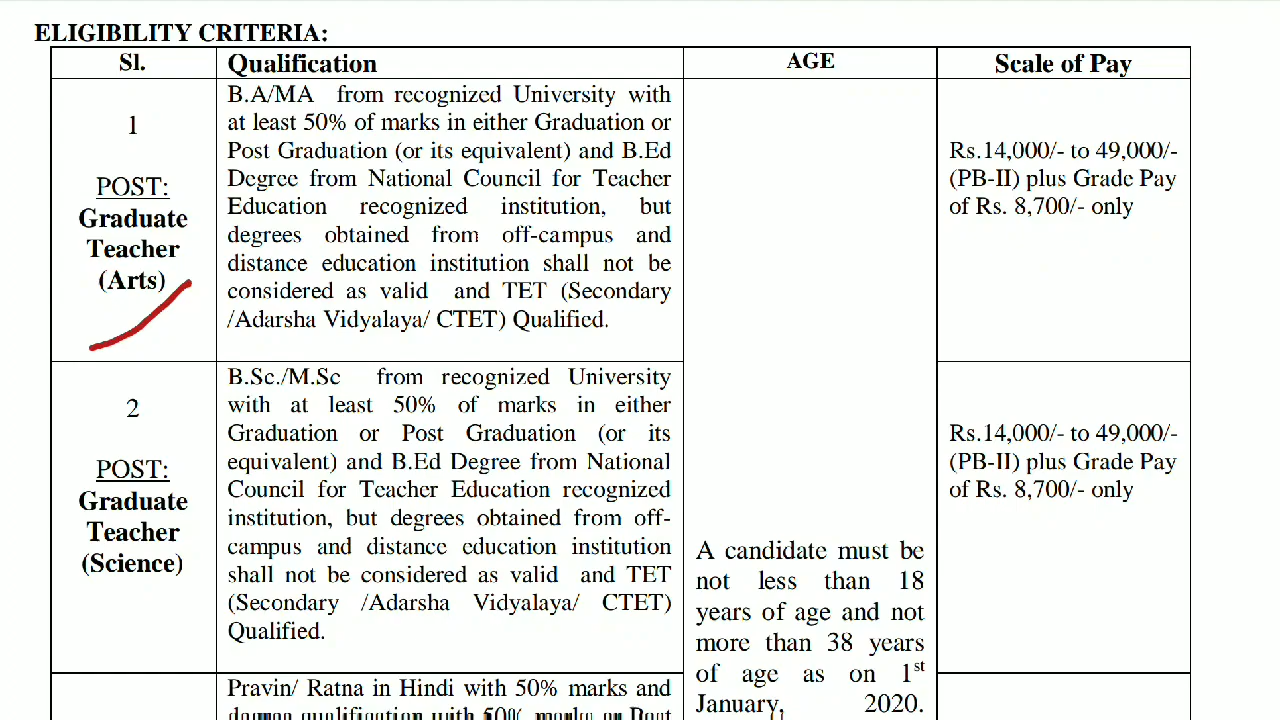 ELIGIBILITY CRITERIA:
Sl.
Qualification
AGE
Scale of Pay
1
POST:
Graduate
Teacher
(Arts)
B.A/MA from recognized University with
at least 50% of marks in either Graduation or
Post Graduation (or its equivalent) and B.Ed
Degree from National Council for Teacher
Education recognized institution, but
degrees obtained from off-campus and
distance education institution shall not be
considered as valid and TET (Secondary
/Adarsha Vidyalaya/ CTET) Qualified.
Rs.14,000/- to 49,000/-
(PB-II) plus Grade Pay
of Rs. 8,700/- only
2
POST:
Graduate
Teacher
(Science)
B.Sc./M.Sc from recognized University
with at least 50% of marks in either
Graduation or Post Graduation (or its
equivalent) and B.Ed Degree from National
Council for Teacher Education recognized
institution, but degrees obtained from off-
campus and distance education institution
shall not be considered as valid and TET
(Secondary /Adarsha Vidyalaya/ CTET)
Qualified.
Rs.14,000/- to 49,000/-
(PB-II) plus Grade Pay
of Rs. 8,700/- only
A candidate must be
not less than 18
years of age and not
more than 38 years
of age as on 1st
January, 2020.
Pravin/ Ratna in Hindi with 50% marks and